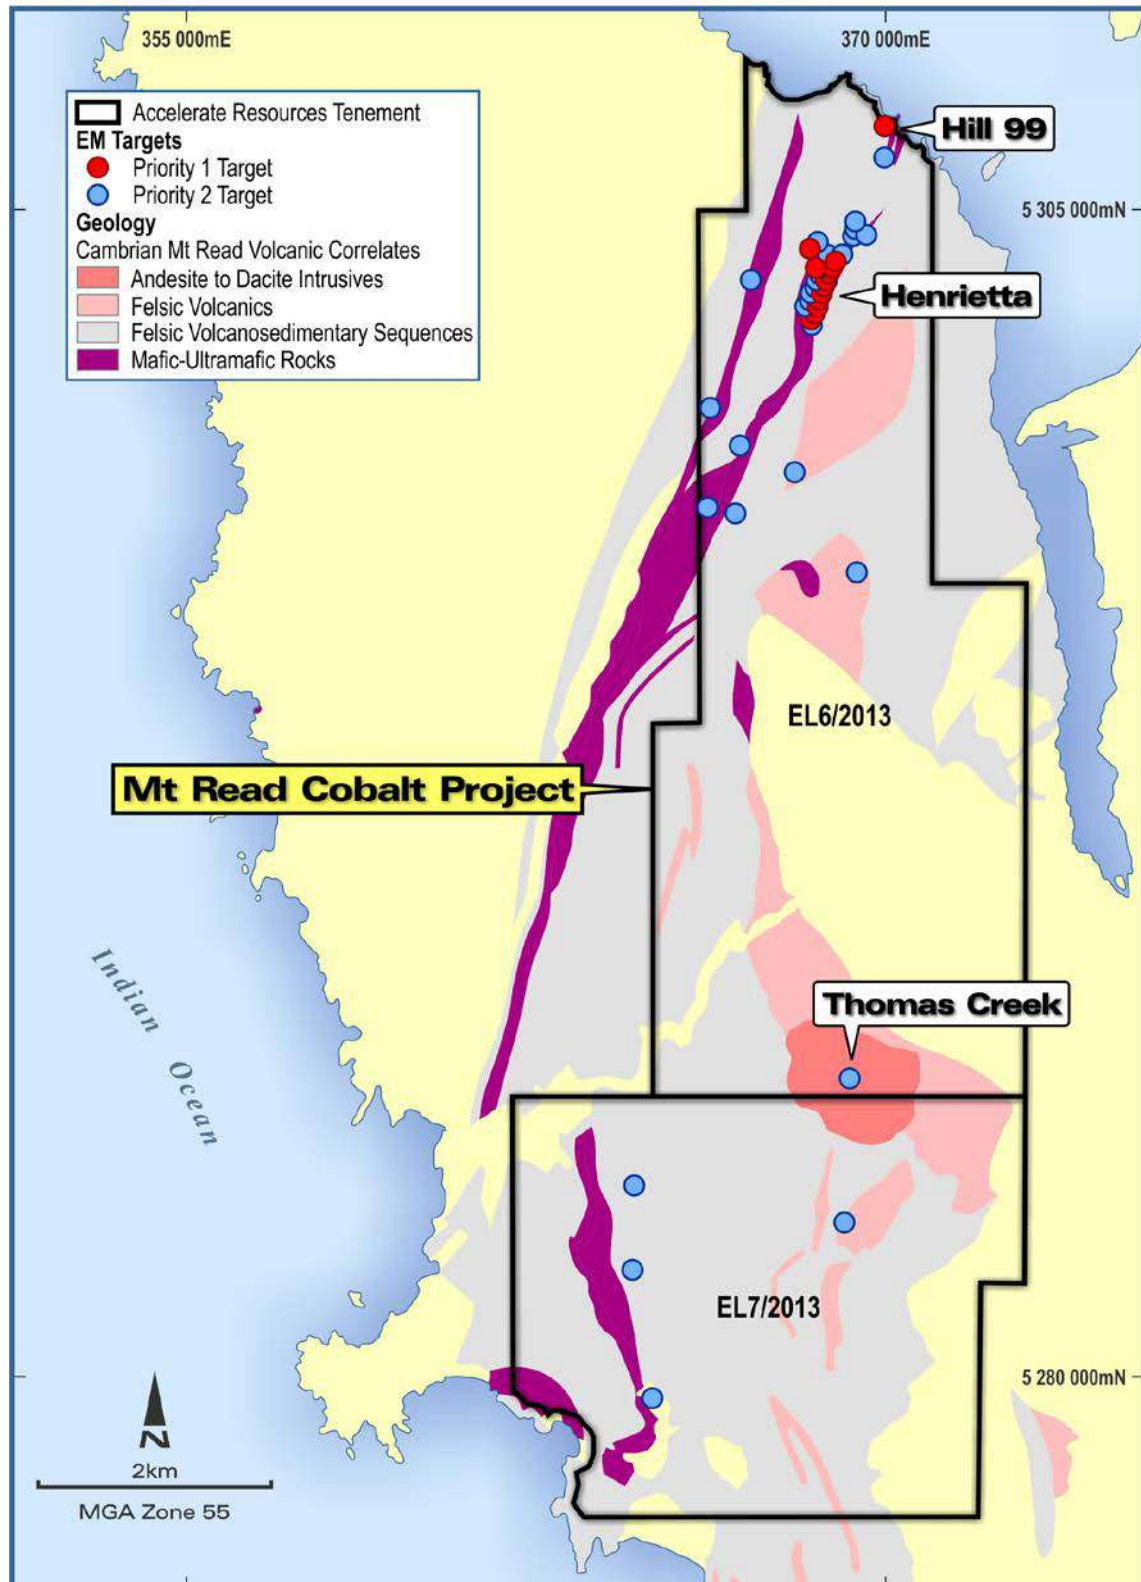 355 000mE
370 000mE
Accelerate Resources Tenement
EM Targets
Priority 1 Target
Priority 2 Target
Geology
Cambrian Mt Read Volcanic Correlates
Andesite to Dacite Intrusives
Felsic Volcanics
Felsic Volcanosedimentary Sequences
Mafic-Ultramafic Rocks
Hill 99
5 305 000mN
Henrietta
EL6/2013
Mt Read Cobalt Project
Indian Ocean
Thomas Creek
EL7/2013
5 280 000mN
N
2km
MGA Zone 55